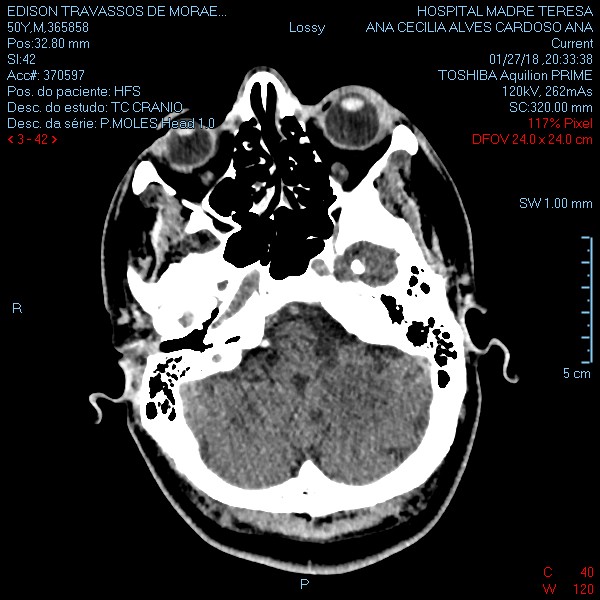 EDISON TRAVASSOS DE MORAE...
50Y,M,365858
Pos:32.80 mm
SI:42
Acc#: 370597
Pos. do paciente: HFS
Desc. do estudo: TC CRANIO
Desc. da série: P.MOLES Head 1.0
< 3 - 42 >
Lossy
HOSPITAL MADRE TERESA
ANA CECILIA ALVES CARDOSO ANA
Current
01/27/18 ,20:33:38
TOSHIBA Aquilion PRIME
120kV, 262mAs
SC:320.00 mm
117% Pixel
DFOV 24.0 x 24.0 cm
SW 1.00 mm
R
5 cm
P
C 40
W 120